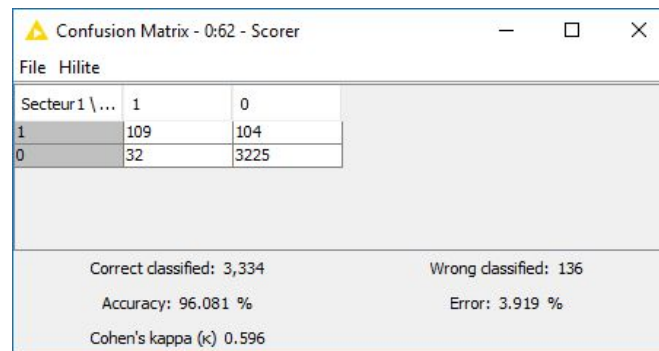 Confusion Matrix - 0:62 - Scorer
File Hilite
Secteur1 \ ... 1 0
1 109 104
0 32 3225
Correct classified: 3,334 Wrong classified: 136
Accuracy: 96.081 % Error: 3.919 %
Cohen's kappa (κ) 0.596